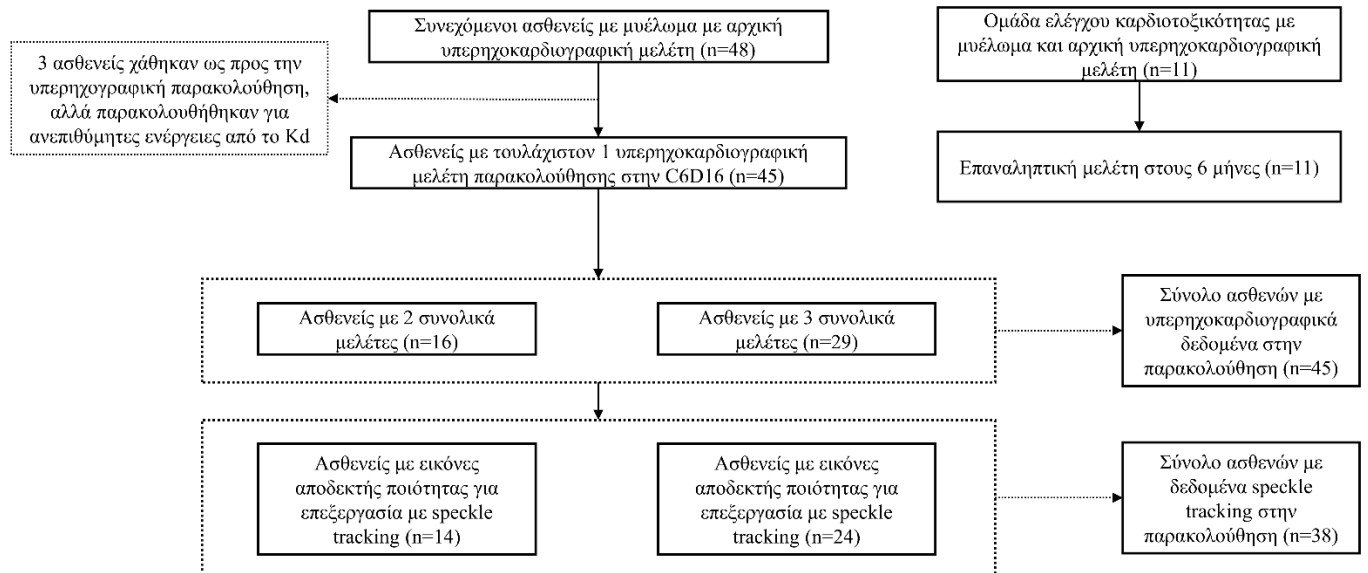 Συνεχόμενοι ασθενείς με μυέλωμα με αρχική
υπερηχοκαρδιογραφική μελέτη (n=48)
Ομάδα ελέγχου καρδιοτοξικότητας με
μυέλωμα και αρχική υπερηχοκαρδιογραφική
μελέτη (n=11)
3 ασθενείς χάθηκαν ως προς την
υπερηχογραφική παρακολούθηση,
αλλά παρακολουθήθηκαν για
ανεπιθύμητες ενέργειες από το Kd
Ασθενείς με τουλάχιστον 1 υπερηχοκαρδιογραφική
μελέτη παρακολούθησης στην C6D16 (n=45)
Επαναληπτική μελέτη στους 6 μήνες (n=11)
Ασθενείς με 2 συνολικά
μελέτες (n=16)
Ασθενείς με 3 συνολικά
μελέτες (n=29)
Σύνολο ασθενών με
υπερηχοκαρδιογραφικά
δεδομένα στην
παρακολούθηση (n=45)
Ασθενείς με εικόνες
αποδεκτής ποιότητας για
επεξεργασία με speckle
tracking (n=14)
Ασθενείς με εικόνες
αποδεκτής ποιότητας για
επεξεργασία με speckle
tracking (n=24)
Σύνολο ασθενών με
δεδομένα speckle
tracking στην
παρακολούθηση (n=38)